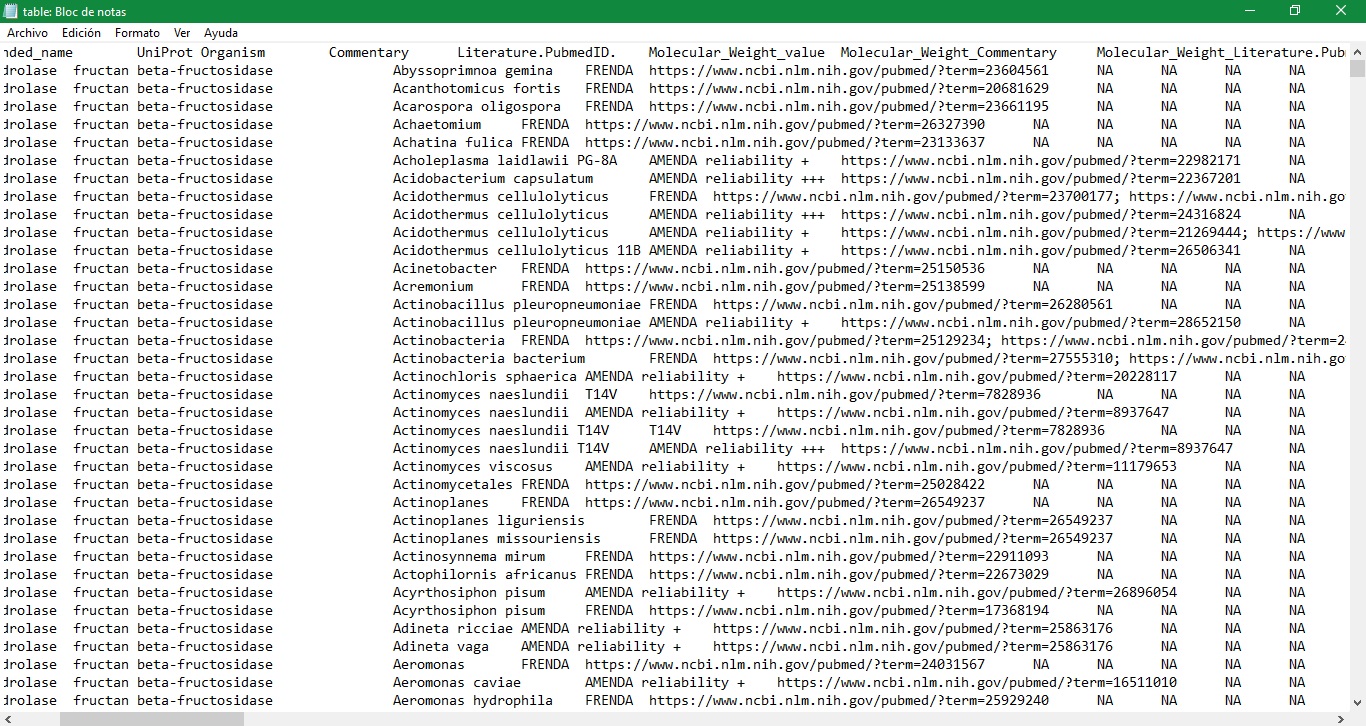 table: Bloc de notas
Archivo Edición Formato Ver Ayuda
nded_name UniProt Organism Commentary Literature.PubmedID. Molecular_Weight_value Molecular_Weight_Commentary Molecular_Weight_Literature.Pub
drolase fructan beta-fructosidase Abyssoprimnoa gemina FRENDA https://www.ncbi.nlm.nih.gov/pubmed/?term=23604561 NA NA NA NA
drolase fructan beta-fructosidase Acanthotomicus fortis FRENDA https://www.ncbi.nlm.nih.gov/pubmed/?term=20681629 NA NA NA NA
drolase fructan beta-fructosidase Acarospora oligospora FRENDA https://www.ncbi.nlm.nih.gov/pubmed/?term=23661195 NA NA NA NA
drolase fructan beta-fructosidase Achaetomium FRENDA https://www.ncbi.nlm.nih.gov/pubmed/?term=26327390 NA NA NA NA NA
drolase fructan beta-fructosidase Achatina fulica FRENDA https://www.ncbi.nlm.nih.gov/pubmed/?term=23133637 NA NA NA NA NA
drolase fructan beta-fructosidase Acholeplasma laidlawii PG-8A AMENDA reliability + https://www.ncbi.nlm.nih.gov/pubmed/?term=22982171 NA
drolase fructan beta-fructosidase Acidobacterium capsulatum AMENDA reliability +++ https://www.ncbi.nlm.nih.gov/pubmed/?term=22367201 NA
drolase fructan beta-fructosidase Acidothermus cellulolyticus FRENDA https://www.ncbi.nlm.nih.gov/pubmed/?term=23700177; https://www.ncbi.nlm.nih.go
drolase fructan beta-fructosidase Acidothermus cellulolyticus AMENDA reliability +++ https://www.ncbi.nlm.nih.gov/pubmed/?term=24316824 NA
drolase fructan beta-fructosidase Acidothermus cellulolyticus AMENDA reliability + https://www.ncbi.nlm.nih.gov/pubmed/?term=21269444; https://www
drolase fructan beta-fructosidase Acidothermus cellulolyticus 11B AMENDA reliability + https://www.ncbi.nlm.nih.gov/pubmed/?term=26506341 NA
drolase fructan beta-fructosidase Acinetobacter FRENDA https://www.ncbi.nlm.nih.gov/pubmed/?term=25150536 NA NA NA NA NA
drolase fructan beta-fructosidase Acremonium FRENDA https://www.ncbi.nlm.nih.gov/pubmed/?term=25138599 NA NA NA NA NA
drolase fructan beta-fructosidase Actinobacillus pleuropneumoniae FRENDA https://www.ncbi.nlm.nih.gov/pubmed/?term=26280561 NA NA NA
drolase fructan beta-fructosidase Actinobacillus pleuropneumoniae AMENDA reliability + https://www.ncbi.nlm.nih.gov/pubmed/?term=28652150 NA
drolase fructan beta-fructosidase Actinobacteria FRENDA https://www.ncbi.nlm.nih.gov/pubmed/?term=25129234; https://www.ncbi.nlm.nih.gov/pubmed/?term=2
drolase fructan beta-fructosidase Actinobacteria bacterium FRENDA https://www.ncbi.nlm.nih.gov/pubmed/?term=27555310; https://www.ncbi.nlm.nih.go
drolase fructan beta-fructosidase Actinochloris sphaerica AMENDA reliability + https://www.ncbi.nlm.nih.gov/pubmed/?term=20228117 NA NA
drolase fructan beta-fructosidase Actinomyces naeslundii T14V https://www.ncbi.nlm.nih.gov/pubmed/?term=7828936 NA NA NA NA
drolase fructan beta-fructosidase Actinomyces naeslundii AMENDA reliability + https://www.ncbi.nlm.nih.gov/pubmed/?term=8937647 NA NA
drolase fructan beta-fructosidase Actinomyces naeslundii T14V T14V https://www.ncbi.nlm.nih.gov/pubmed/?term=7828936 NA NA NA
drolase fructan beta-fructosidase Actinomyces naeslundii T14V AMENDA reliability +++ https://www.ncbi.nlm.nih.gov/pubmed/?term=8937647 NA
drolase fructan beta-fructosidase Actinomyces viscosus AMENDA reliability + https://www.ncbi.nlm.nih.gov/pubmed/?term=11179653 NA NA
drolase fructan beta-fructosidase Actinomycetales FRENDA https://www.ncbi.nlm.nih.gov/pubmed/?term=25028422 NA NA NA NA NA
drolase fructan beta-fructosidase Actinoplanes FRENDA https://www.ncbi.nlm.nih.gov/pubmed/?term=26549237 NA NA NA NA NA
drolase fructan beta-fructosidase Actinoplanes liguriensis FRENDA https://www.ncbi.nlm.nih.gov/pubmed/?term=26549237 NA NA NA
drolase fructan beta-fructosidase Actinoplanes missouriensis FRENDA https://www.ncbi.nlm.nih.gov/pubmed/?term=26549237 NA NA NA
drolase fructan beta-fructosidase Actinosynnema mirum FRENDA https://www.ncbi.nlm.nih.gov/pubmed/?term=22911093 NA NA NA NA
drolase fructan beta-fructosidase Actophilornis africanus FRENDA https://www.ncbi.nlm.nih.gov/pubmed/?term=22673029 NA NA NA NA
drolase fructan beta-fructosidase Acyrthosiphon pisum AMENDA reliability + https://www.ncbi.nlm.nih.gov/pubmed/?term=26896054 NA NA
drolase fructan beta-fructosidase Acyrthosiphon pisum FRENDA https://www.ncbi.nlm.nih.gov/pubmed/?term=17368194 NA NA NA NA
drolase fructan beta-fructosidase Adineta ricciae AMENDA reliability + https://www.ncbi.nlm.nih.gov/pubmed/?term=25863176 NA NA NA
drolase fructan beta-fructosidase Adineta vaga AMENDA reliability + https://www.ncbi.nlm.nih.gov/pubmed/?term=25863176 NA NA NA
drolase fructan beta-fructosidase Aeromonas FRENDA https://www.ncbi.nlm.nih.gov/pubmed/?term=24031567 NA NA NA NA NA
drolase fructan beta-fructosidase Aeromonas caviae AMENDA reliability + https://www.ncbi.nlm.nih.gov/pubmed/?term=16511010 NA NA
drolase fructan beta-fructosidase Aeromonas hydrophila FRENDA https://www.ncbi.nlm.nih.gov/pubmed/?term=25929240 NA NA NA NA